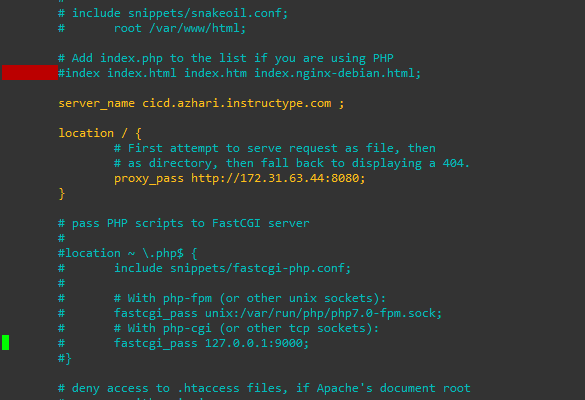 #
# include snippets/snakeoil.conf;
#       root /var/www/html;
# Add index.php to the list if you are using PHP
#index index.html index.htm index.nginx-debian.html;
server_name cicd.azhari.instructype.com ;
location / {
# First attempt to serve request as file, then
# as directory, then fall back to displaying a 404.
proxy_pass http://172.31.63.44:8080;
}
# pass PHP scripts to FastCGI server
#
#location ~ \.php$ {
#       include snippets/fastcgi-php.conf;
#
#       # With php-fpm (or other unix sockets):
#       fastcgi_pass unix:/var/run/php/php7.0-fpm.sock;
#       # With php-cgi (or other tcp sockets):
#       fastcgi_pass 127.0.0.1:9000;
#}
# deny access to .htaccess files, if Apache's document root